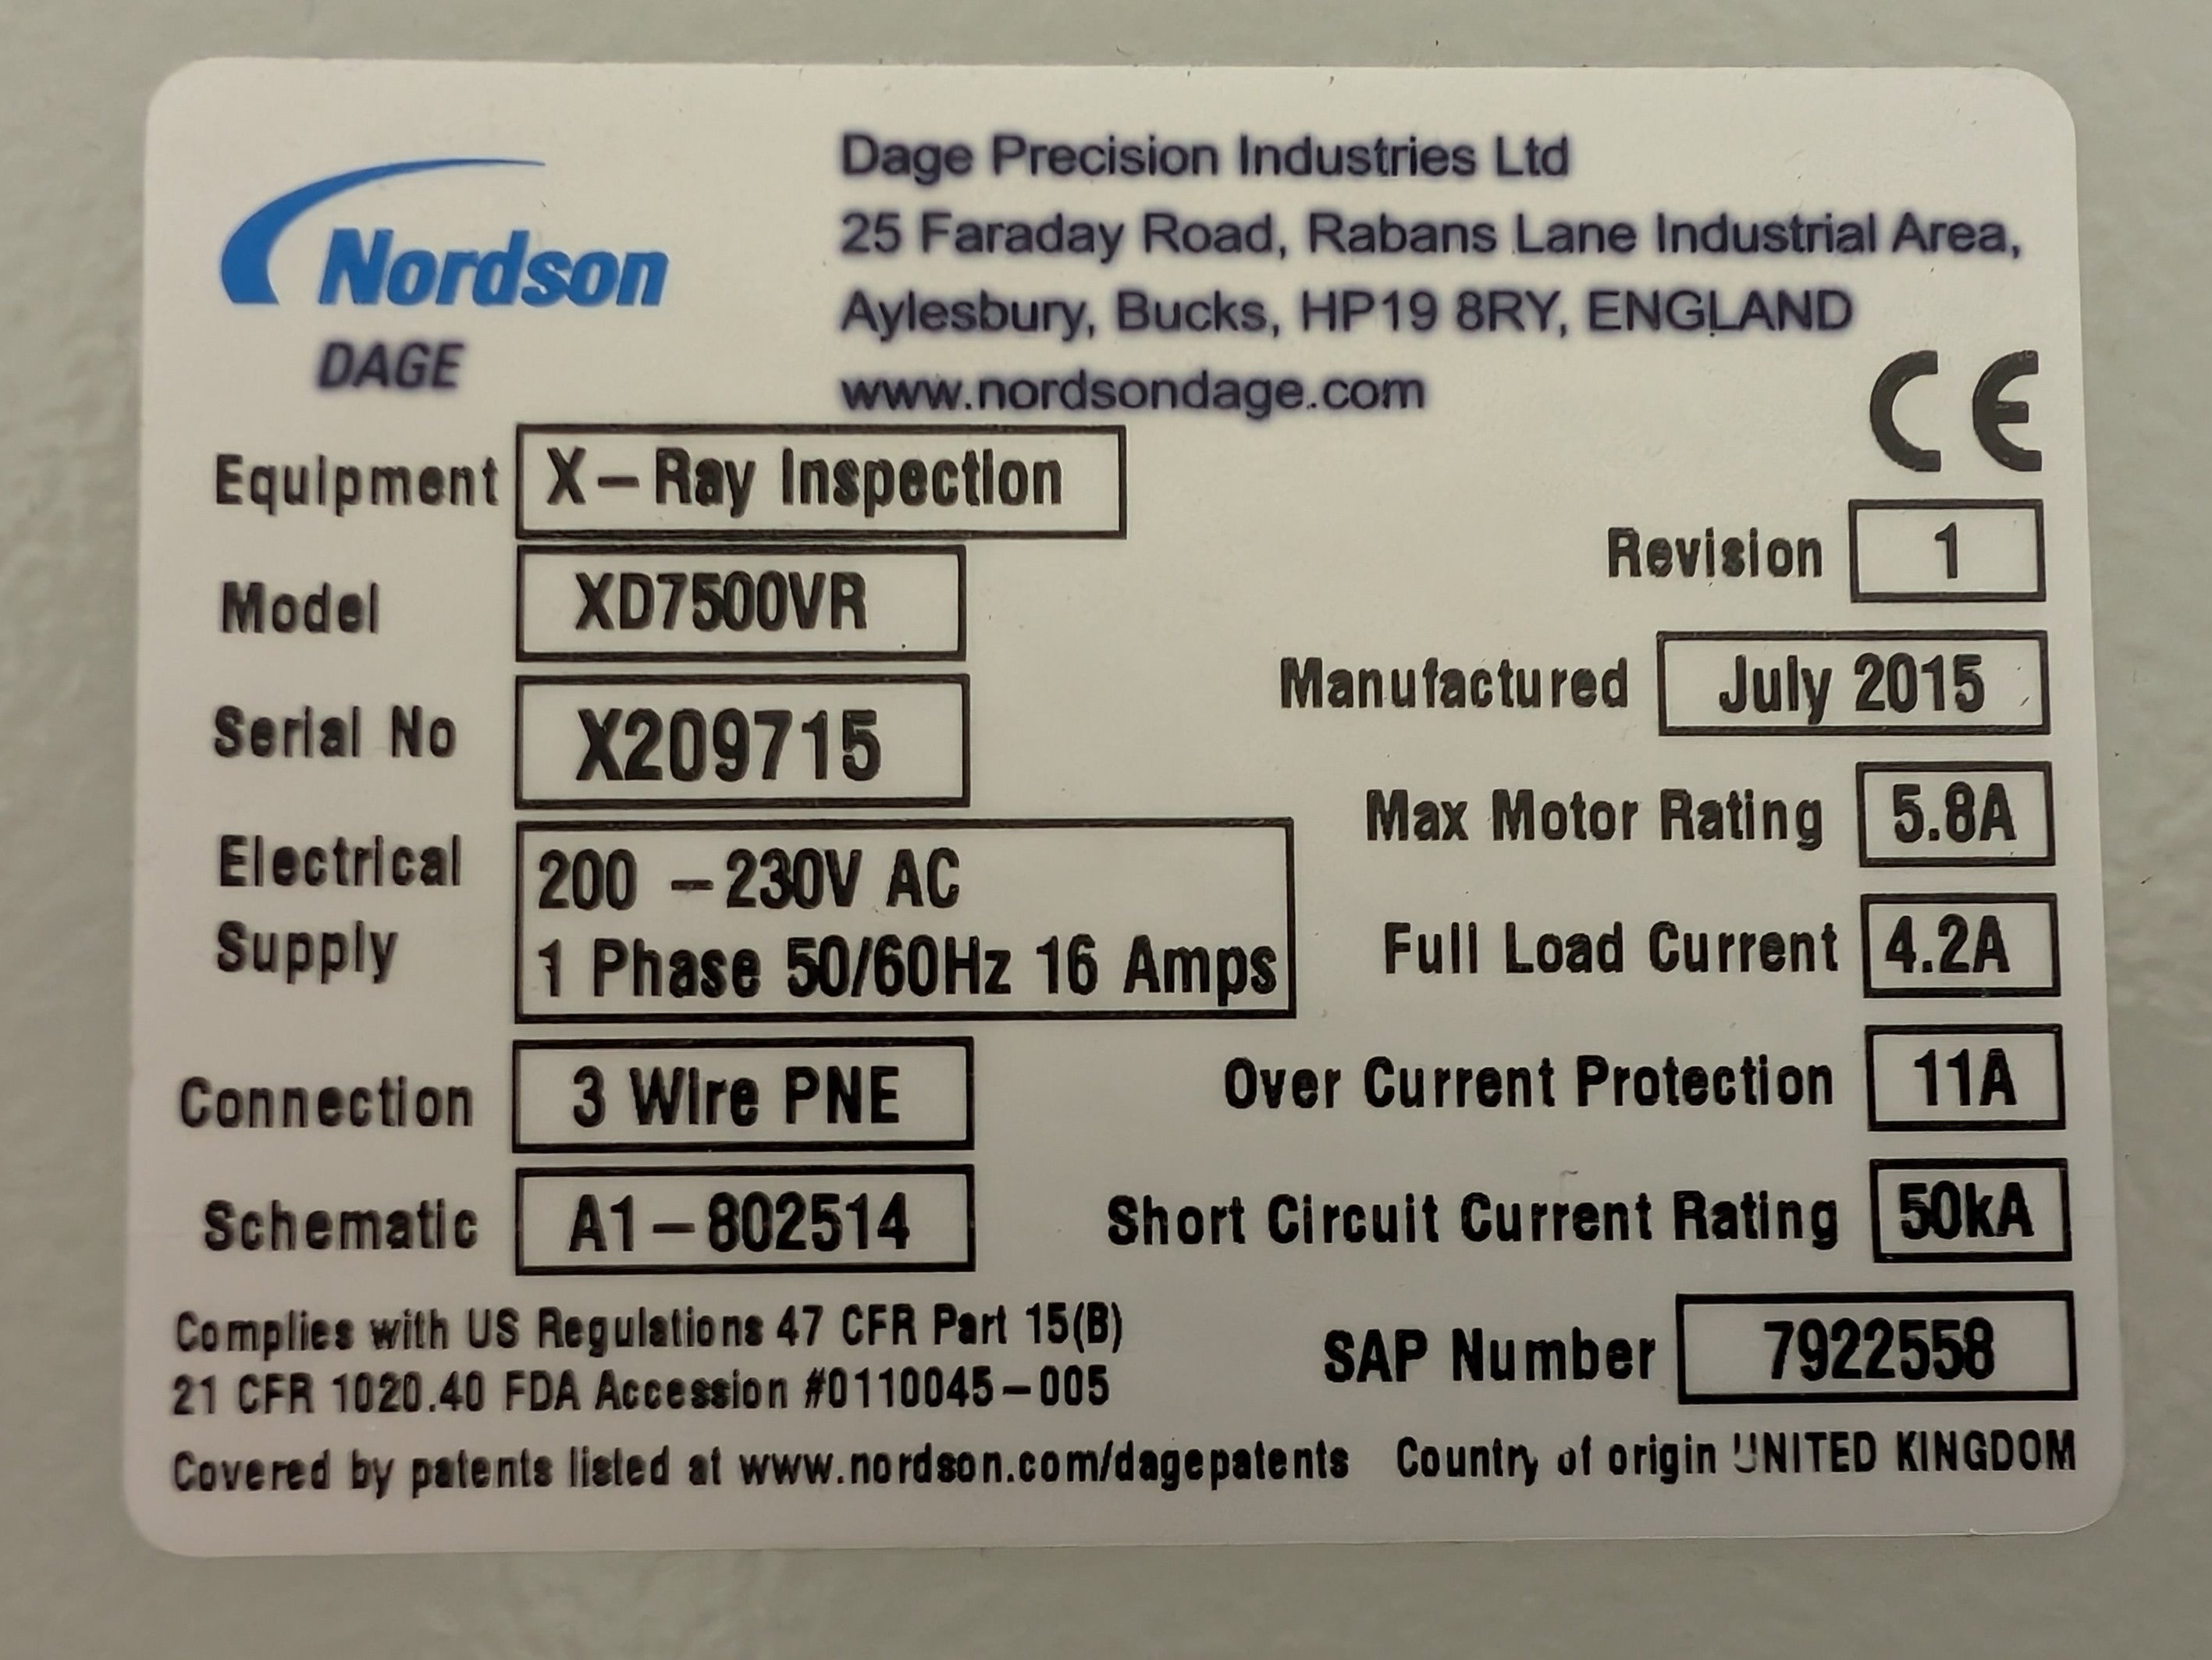 Nordson
DAGE
Dage Precision Industries Ltd
25 Faraday Road, Rabans Lane Industrial Area,
Aylesbury, Bucks, HP19 8RY, ENGLAND
www.nordsondage.com
CE
Equipment X-Ray Inspection
Revision 1
Model XD7500VR
Manufactured July 2015
Serial No X209715
Max Motor Rating 5.8A
Electrical
Supply
200 -230V AC
1 Phase 50/60Hz 16 Amps
Full Load Current 4.2A
Connection 3 Wire PNE
Over Current Protection 11A
Schematic A1-802514
Short Circuit Current Rating 50kA
Complies with US Regulations 47 CFR Part 15(B)
21 CFR 1020.40 FDA Accession #0110045-005
SAP Number 7922558
Covered by patents listed at www.nordson.com/dagepatents
Country of origin UNITED KINGDOM